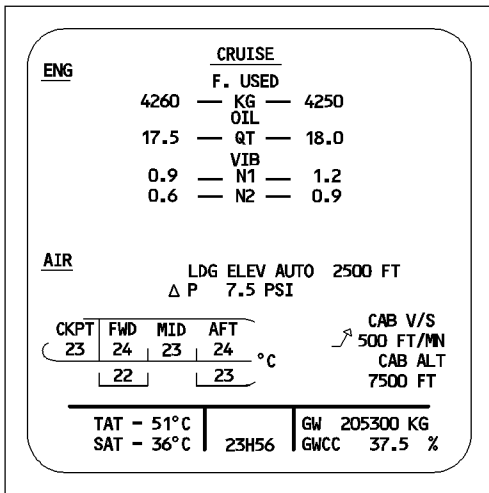 CRUISE
ENG
F. USED
4260 — KG — 4250
OIL
17.5 — QT — 18.0
VIB
0.9 — N1 — 1.2
0.6 — N2 — 0.9
AIR
LDG ELEV AUTO 2500 FT
Δ P 7.5 PSI
CKPT FWD MID AFT
23 24 23 24 °C
22 23
CAB V/S
500 FT/MN
CAB ALT
7500 FT
TAT - 51°C
SAT - 36°C
23H56
GW 205300 KG
GWCC 37.5 %